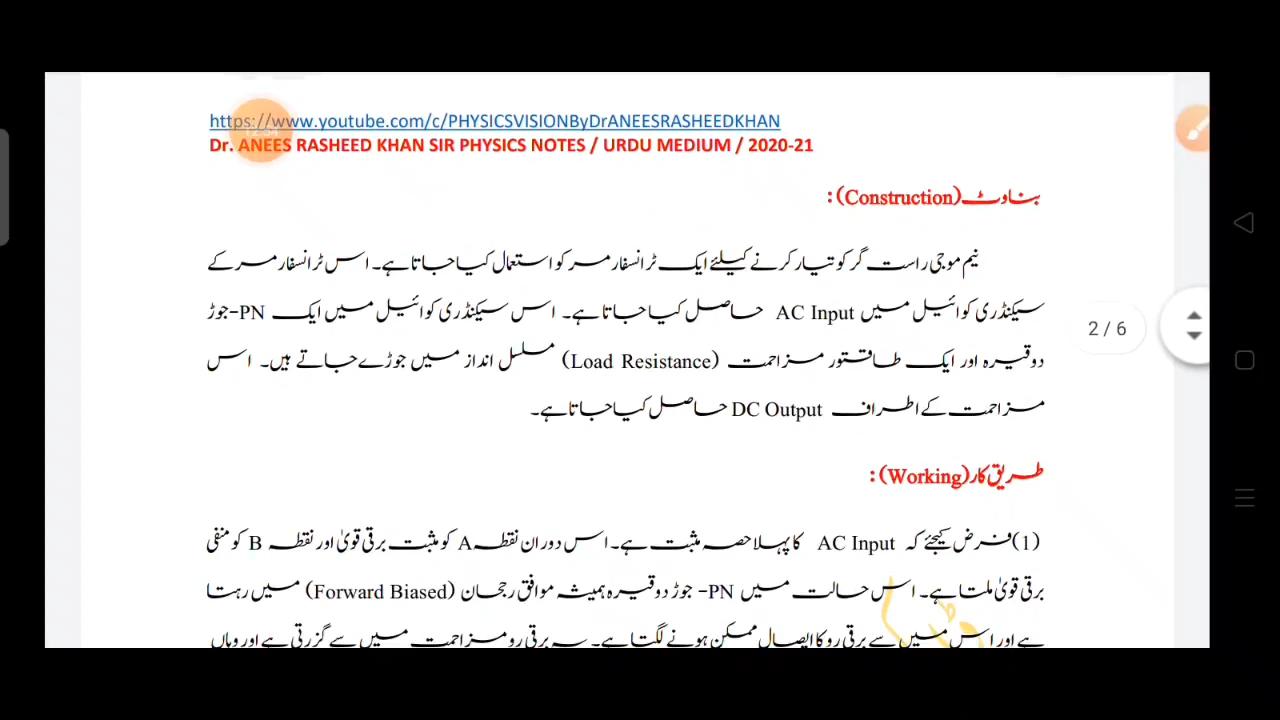 https://www.youtube.com/c/PHYSICSVISIONByDrANEESRASHEEDKHAN
Dr. ANEES RASHEED KHAN SIR PHYSICS NOTES / URDU MEDIUM / 2020-21
بناوٹ (Construction):
نیم موجی راست گر کو تیار کرنے کیلئے ایک ٹرانسفارمر کو استعمال کیا جاتا ہے۔ اس ٹرانسفارمر کے
سیکنڈری کوائیل میں AC Input حاصل کیا جاتا ہے۔ اس سیکنڈری کوائیل میں ایک PN-جوڑ
2 / 6
دوقیرہ اور ایک طاقتور مزاحمت (Load Resistance) مسلسل انداز میں جوڑے جاتے ہیں۔ اس
مزاحمت کے اطراف DC Output حاصل کیا جاتا ہے۔
طریق کار (Working):
(1) فرض کیجئے کہ AC Input کا پہلا حصہ مثبت ہے۔ اس دوران نقطہ A کو مثبت برقی قویٰ اور نقطہ B کو منفی
برقی قویٰ ملتا ہے۔ اس حالت میں PN- جوڑ دوقیرہ ہمیشہ موافق رجحان (Forward Biased) میں رہتا
ہے اور اس میں سے برقی رو کا ایصال ممکن ہونے لگتا ہے۔ یہ برقی رو مزاحمت میں سے گزرتی ہے اور وہاں